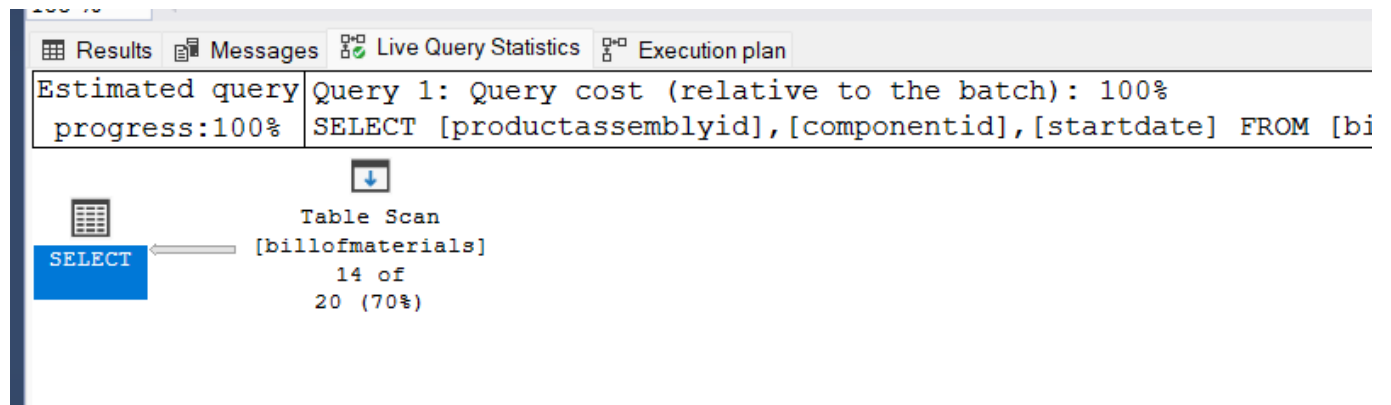 Results Messages Live Query Statistics Execution plan
Estimated query progress:100%
Query 1: Query cost (relative to the batch): 100%
SELECT [productassemblyid],[componentid],[startdate] FROM [bi
SELECT
Table Scan
[billofmaterials]
14 of
20 (70%)